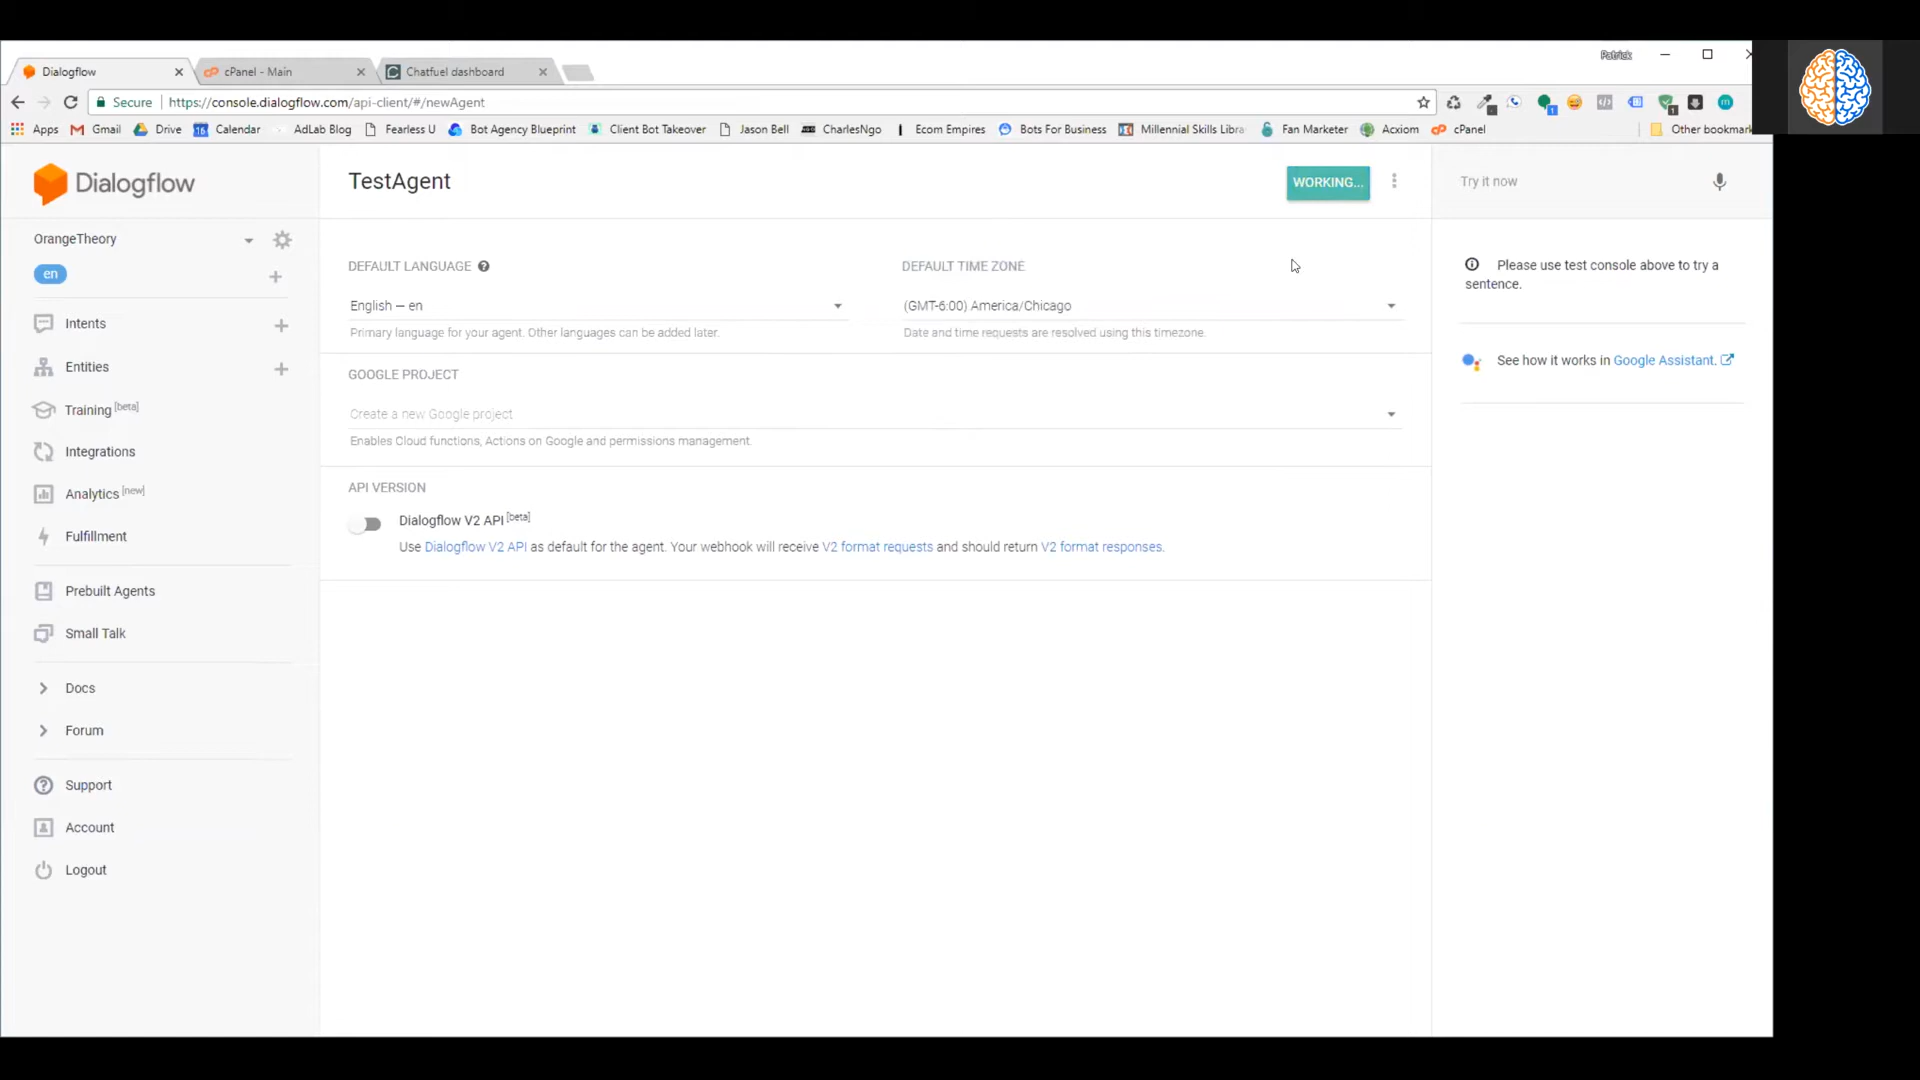 Patrick
Dialogflow
cPanel - Main
Chatfuel dashboard
Secure
https://console.dialogflow.com/api-client/#/newAgent
1
1
Apps
Gmail
Drive
16
Calendar
AdLab Blog
Fearless U
Bot Agency Blueprint
Client Bot Takeover
Jason Bell
CharlesNgo
Ecom Empires
Bots For Business
Millennial Skills Libra
Fan Marketer
Acxiom
cPanel
Other bookmark
Dialogflow
TestAgent
WORKING...
Try it now
OrangeTheory
en
DEFAULT LANGUAGE
DEFAULT TIME ZONE
Please use test console above to try a
sentence.
English — en
(GMT-6:00) America/Chicago
Primary language for your agent. Other languages can be added later.
Date and time requests are resolved using this timezone.
Intents
Entities
Training [beta]
Integrations
Analytics [new]
Fulfillment
See how it works in Google Assistant.
GOOGLE PROJECT
Create a new Google project
Enables Cloud functions, Actions on Google and permissions management.
API VERSION
Dialogflow V2 API [beta]
Use Dialogflow V2 API as default for the agent. Your webhook will receive V2 format requests and should return V2 format responses.
Prebuilt Agents
Small Talk
Docs
Forum
Support
Account
Logout